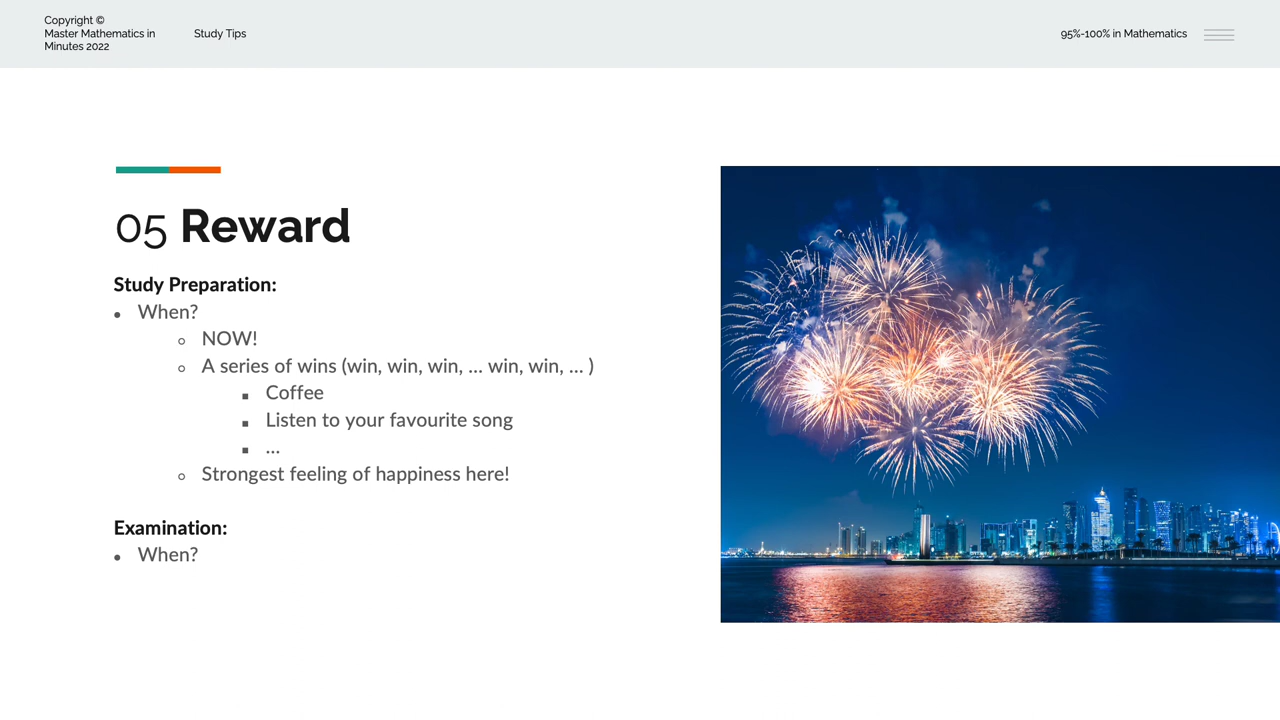 Copyright ©
Master Mathematics in
Minutes 2022
Study Tips
95%-100% in Mathematics
05 Reward
Study Preparation:
• When?
○ NOW!
○ A series of wins (win, win, win, ... win, win, ... )
■ Coffee
■ Listen to your favourite song
■ ...
○ Strongest feeling of happiness here!
Examination:
• When?